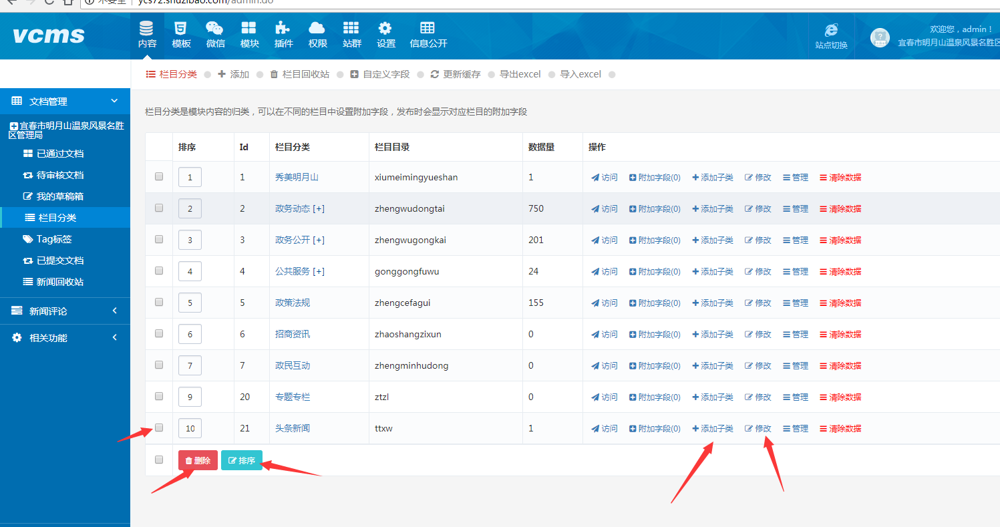 不安全 ycs72.shuzibao.com/admin.do
vcms
内容 模板 微信 模块 插件 权限 站群 设置 信息公开
站点切换
欢迎您，admin！
宜春市明月山温泉风景名胜区
栏目分类 添加 栏目回收站 自定义字段 更新缓存 导出excel 导入excel
文档管理
宜春市明月山温泉风景名胜
区管理局
已通过文档
待审核文档
我的草稿箱
栏目分类
Tag标签
已提交文档
新闻回收站
新闻评论
相关功能
栏目分类是模块内容的归类，可以在不同的栏目中设置附加字段，发布时会显示对应栏目的附加字段
排序 Id 栏目分类 栏目目录 数据量 操作
1 1 秀美明月山 xiumeimingyueshan 1 访问 附加字段(0) 添加子类 修改 管理 清除数据
2 2 政务动态 [+] zhengwudongtai 750 访问 附加字段(0) 添加子类 修改 管理 清除数据
3 3 政务公开 [+] zhengwugongkai 201 访问 附加字段(0) 添加子类 修改 管理 清除数据
4 4 公共服务 [+] gonggongfuwu 24 访问 附加字段(0) 添加子类 修改 管理 清除数据
5 5 政策法规 zhengcefagui 155 访问 附加字段(0) 添加子类 修改 管理 清除数据
6 6 招商资讯 zhaoshangzixun 0 访问 附加字段(0) 添加子类 修改 管理 清除数据
7 7 政民互动 zhengminhudong 0 访问 附加字段(0) 添加子类 修改 管理 清除数据
9 20 专题专栏 ztzl 0 访问 附加字段(0) 添加子类 修改 管理 清除数据
10 21 头条新闻 ttxw 1 访问 附加字段(0) 添加子类 修改 管理 清除数据
删除 排序